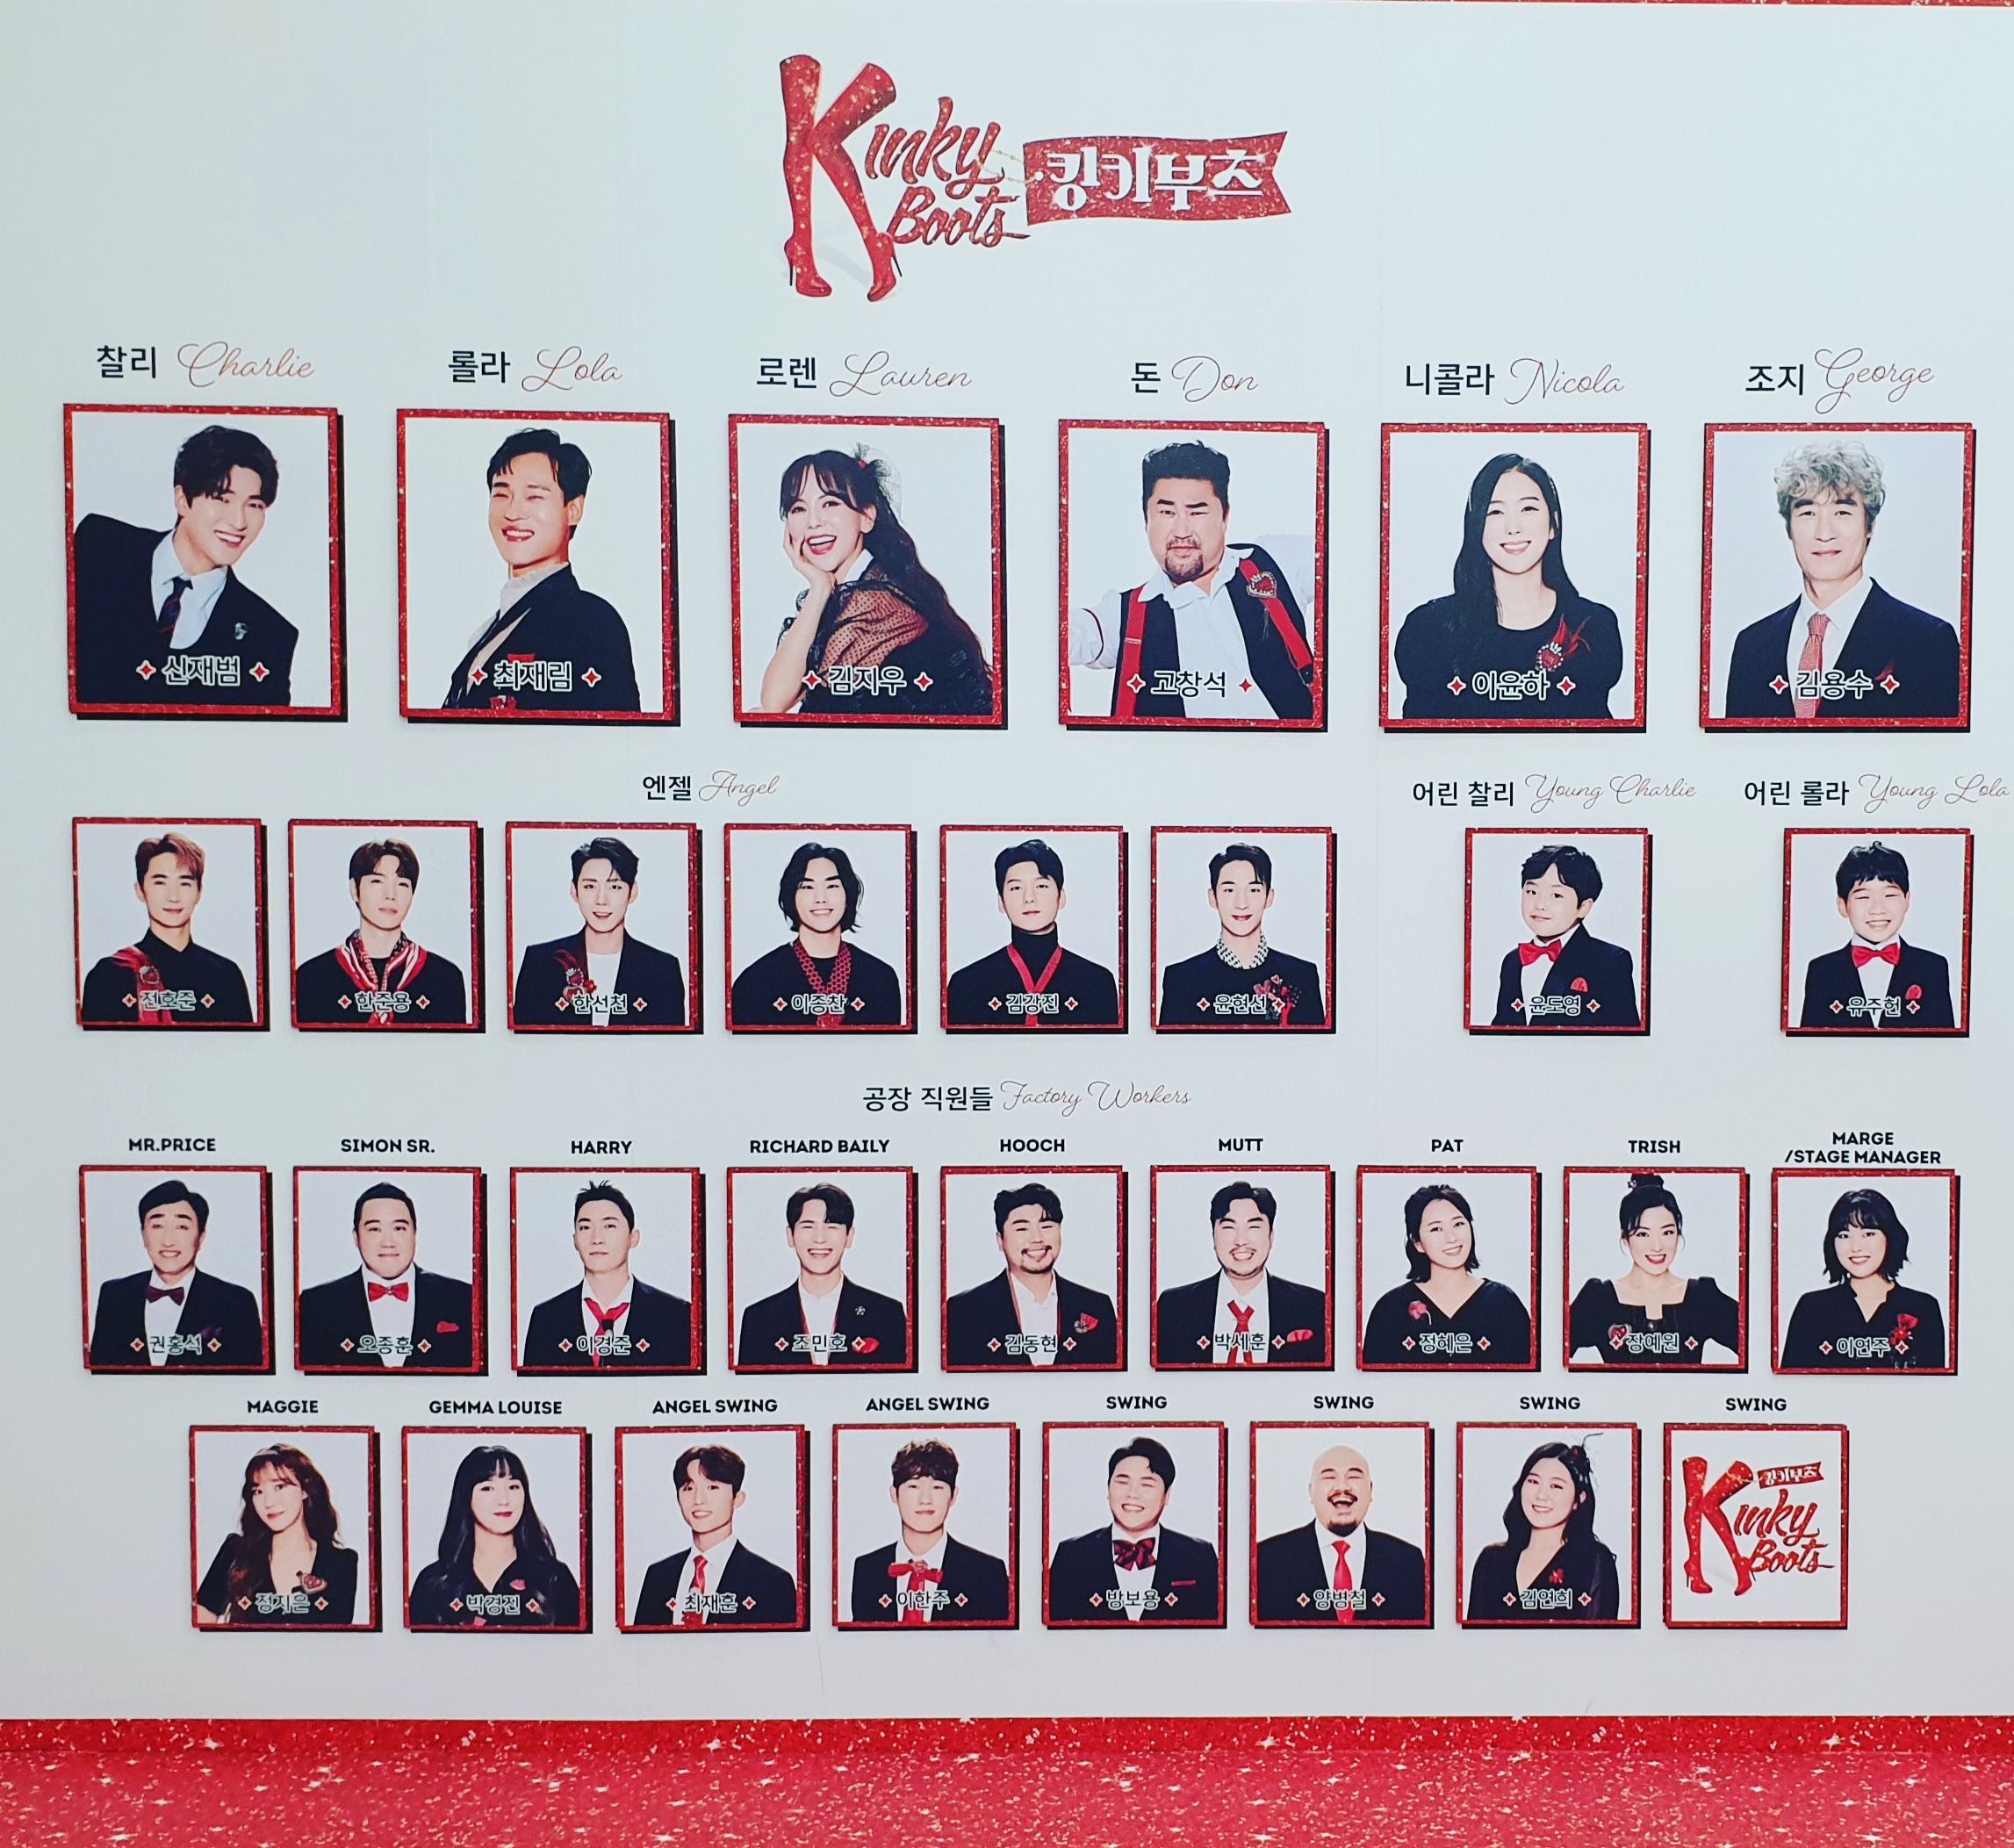 Kinky Boots 킹키부츠
찰리 Charlie
롤라 Lola
로렌 Lauren
돈 Don
니콜라 Nicola
조지 George
신재범
최재림
김지우
고창석
이윤하
김용수
엔젤 Angel
어린 찰리 Young Charlie
어린 롤라 Young Lola
전호준
한준용
한선천
이종찬
김강진
윤현선
윤도영
유주헌
공장 직원들 Factory Workers
MR.PRICE
SIMON SR.
HARRY
RICHARD BAILY
HOOCH
MUTT
PAT
TRISH
MARGE
/STAGE MANAGER
권홍석
오종훈
이경준
조민호
김동현
박세훈
정혜은
장예원
이연주
MAGGIE
GEMMA LOUISE
ANGEL SWING
ANGEL SWING
SWING
SWING
SWING
SWING
정지은
박경진
최재훈
이한주
방보용
양병철
김연희
킹키부츠
Kinky
Boots